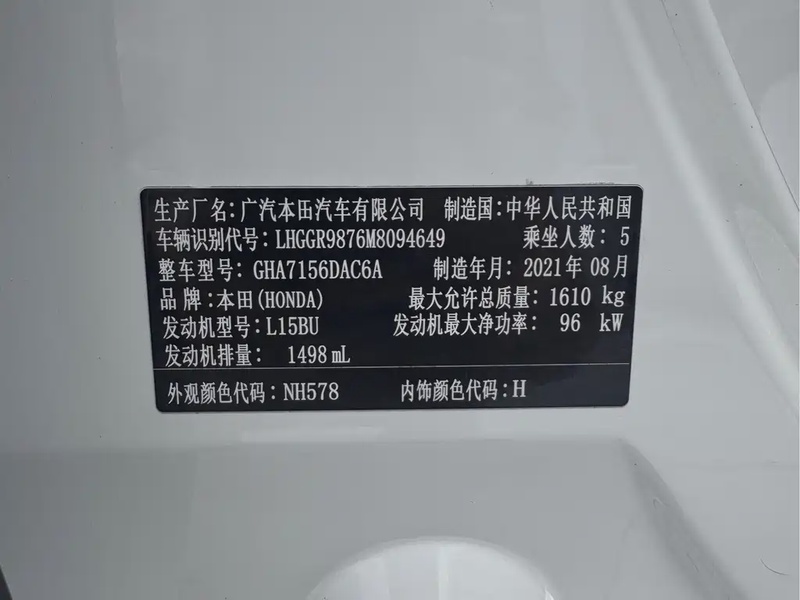 生产厂名：广汽本田汽车有限公司 制造国：中华人民共和国
车辆识别代号：LHGGR9876M8094649 乘坐人数：5
整车型号：GHA7156DAC6A 制造年月：2021年08月
品牌：本田(HONDA) 最大允许总质量：1610 kg
发动机型号：L15BU 发动机最大净功率：96 kW
发动机排量：1498 mL
外观颜色代码：NH578 内饰颜色代码：H